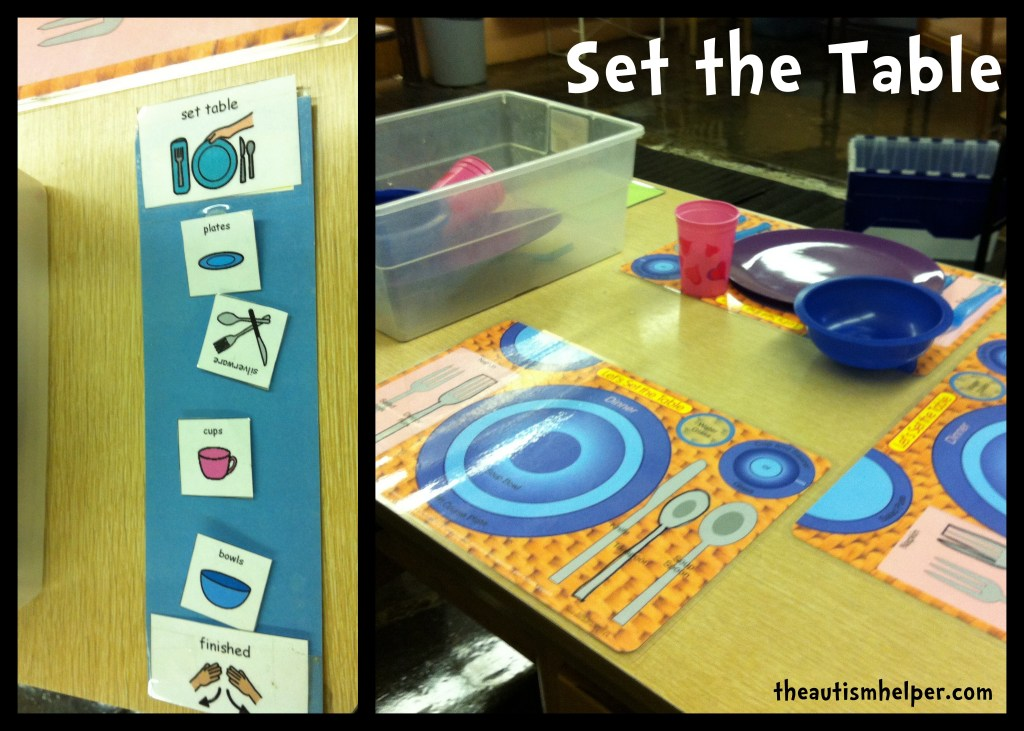 set table
plates
silverware
cups
bowls
finished
Set the Table
Let's Set the Table
Dinner
Let's Set the Table
Dinner
theautismhelper.com